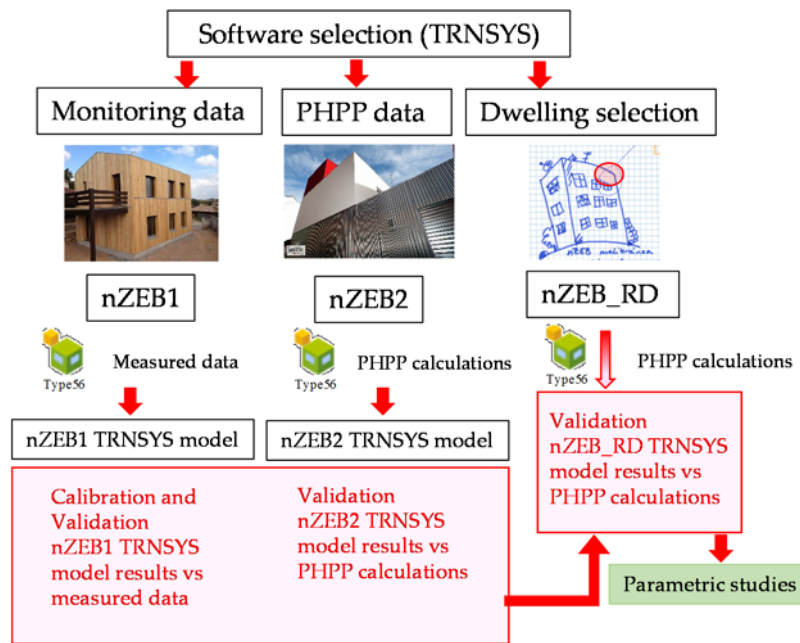 Software selection (TRNSYS)
Monitoring data
PHPP data
Dwelling selection
nZEB1
nZEB2
nZEB_RD
Type56
Measured data
Type56
PHPP calculations
Type56
PHPP calculations
nZEB1 TRNSYS model
nZEB2 TRNSYS model
Validation
nZEB_RD TRNSYS
model results vs
PHPP calculations
Calibration and
Validation
nZEB1 TRNSYS
model results vs
measured data
Validation
nZEB2 TRNSYS
model results vs
PHPP calculations
Parametric studies